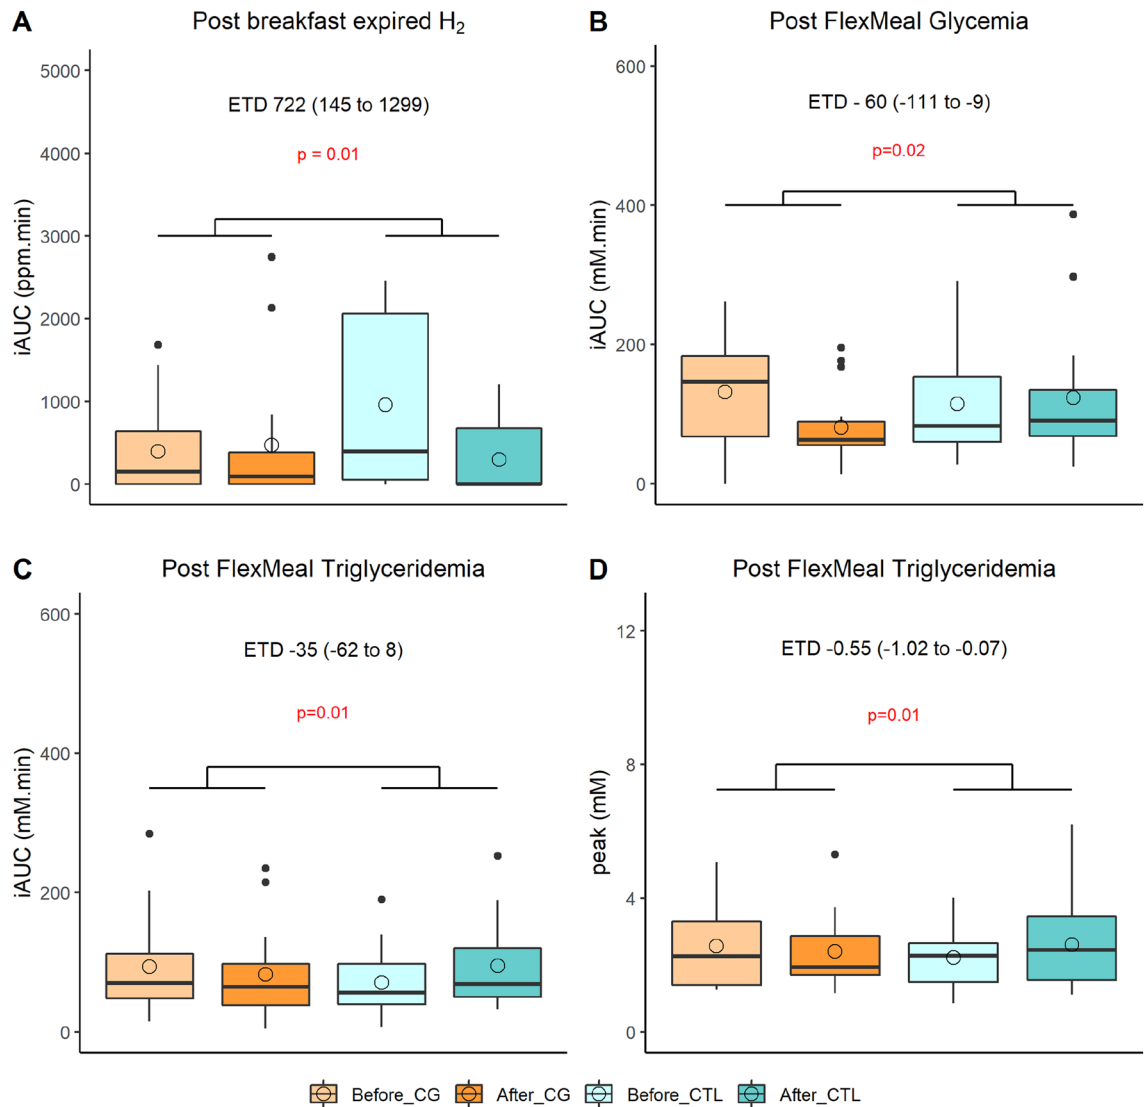 A Post breakfast expired H₂
5000
4000
3000
2000
1000
0
iAUC (ppm.min)
ETD 722 (145 to 1299)
p = 0.01
B Post FlexMeal Glycemia
600
400
200
0
iAUC (mM.min)
ETD - 60 (-111 to -9)
p=0.02
C Post FlexMeal Triglyceridemia
600
400
200
0
iAUC (mM.min)
ETD -35 (-62 to 8)
p=0.01
D Post FlexMeal Triglyceridemia
12
8
4
0
peak (mM)
ETD -0.55 (-1.02 to -0.07)
p=0.01
Before_CG After_CG Before_CTL After_CTL